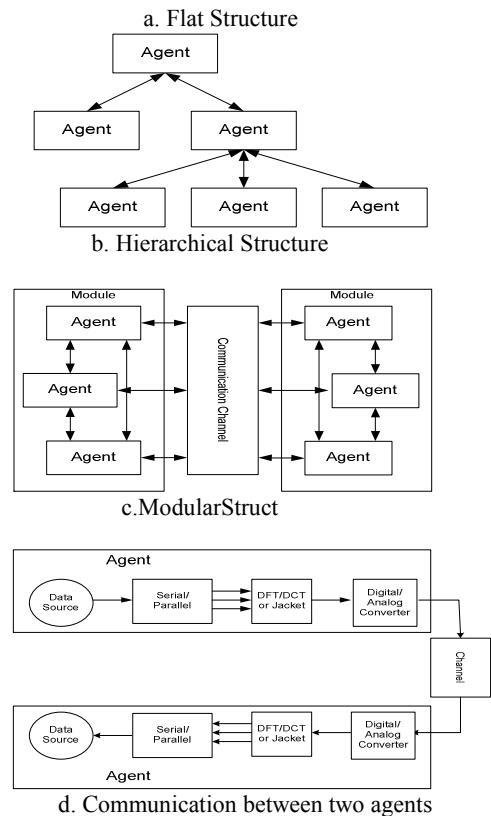 a. Flat Structure
Agent
Agent
Agent
Agent
Agent
Agent
b. Hierarchical Structure
Module
Agent
Agent
Agent
Communication Channel
Module
Agent
Agent
Agent
c.ModularStruct
Agent
Data
Source
Serial/
Parallel
DFT/DCT
or Jacket
Digital/
Analog
Converter
Channel
Data
Source
Serial/
Parallel
DFT/DCT
or Jacket
Digital/
Analog
Converter
Agent
d. Communication between two agents